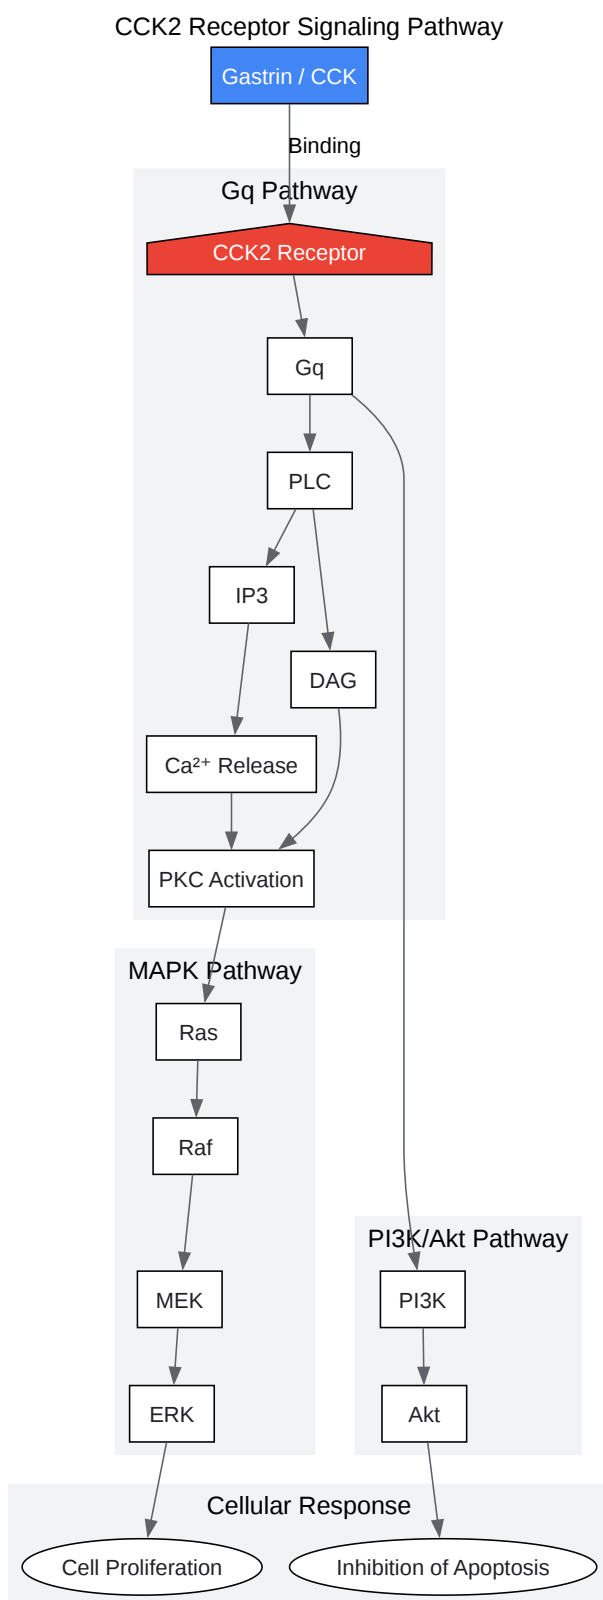 CCK2 Receptor Signaling Pathway
Gastrin / CCK
Binding
Gq Pathway
CCK2 Receptor
Gq
PLC
IP3
DAG
Ca²⁺ Release
PKC Activation
MAPK Pathway
Ras
Raf
PI3K/Akt Pathway
MEK
PI3K
ERK
Akt
Cellular Response
Cell Proliferation
Inhibition of Apoptosis